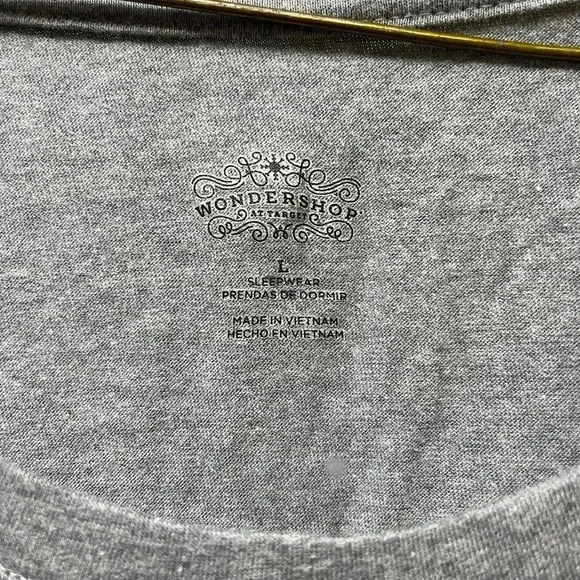 WONDERSHOP
AT TARGET
L
SLEEPWEAR
PRENDAS DE DORMIR
MADE IN VIETNAM
HECHO EN VIETNAM